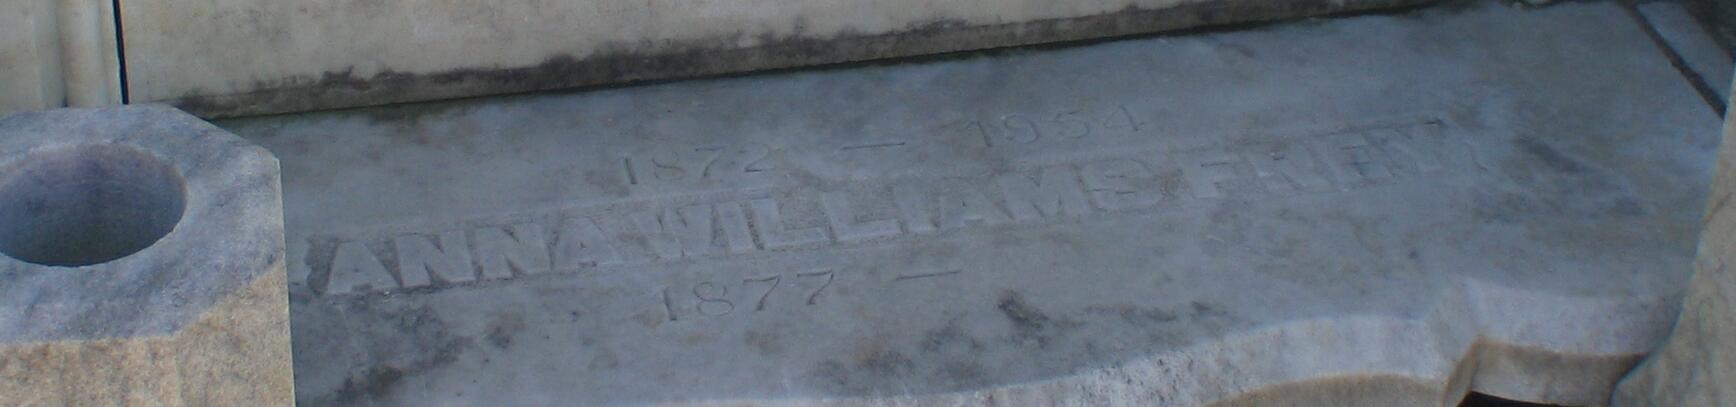 1872 — 1954
ANNA WILLIAMS FREY
1877 —